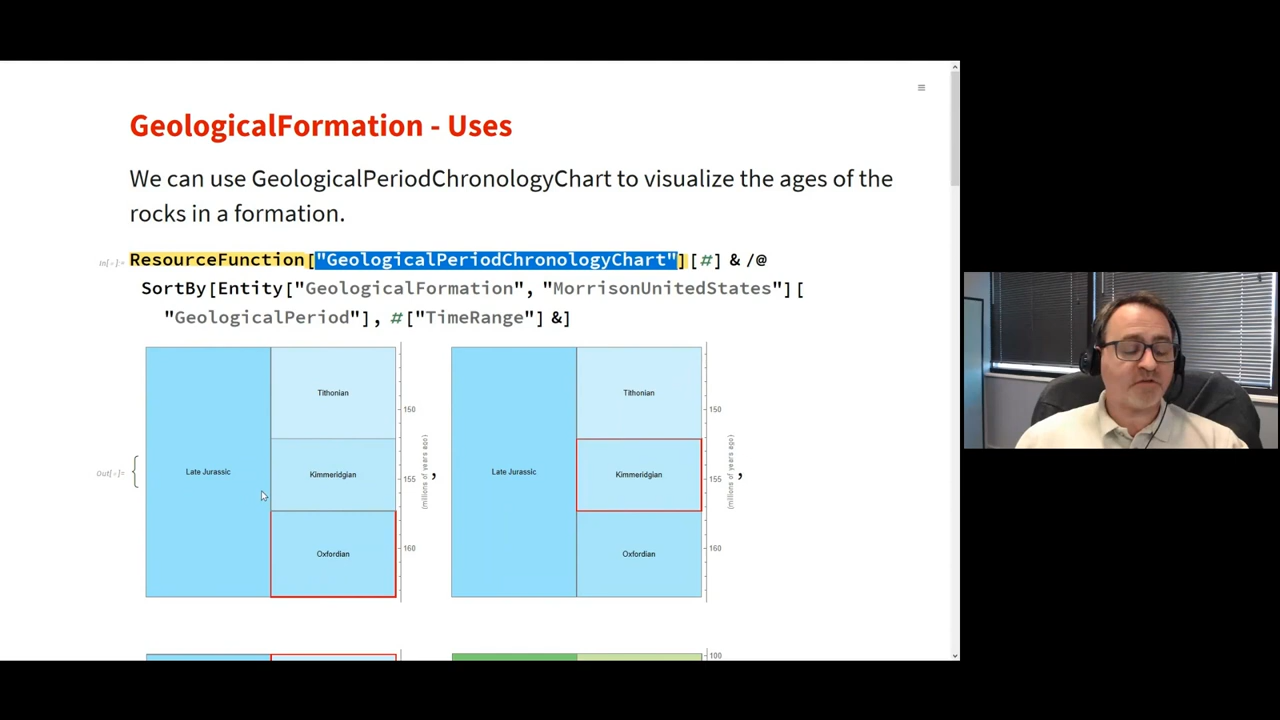 GeologicalFormation - Uses
We can use GeologicalPeriodChronologyChart to visualize the ages of the
rocks in a formation.
In[ ]:= ResourceFunction["GeologicalPeriodChronologyChart"][#] & /@
SortBy[Entity["GeologicalFormation", "MorrisonUnitedStates"][
"GeologicalPeriod"], #["TimeRange"] &]
Out[ ]= {
Late Jurassic
Tithonian
Kimmeridgian
Oxfordian
150
155
160
(millions of years ago)
,
Late Jurassic
Tithonian
Kimmeridgian
Oxfordian
150
155
160
(millions of years ago)
,
100